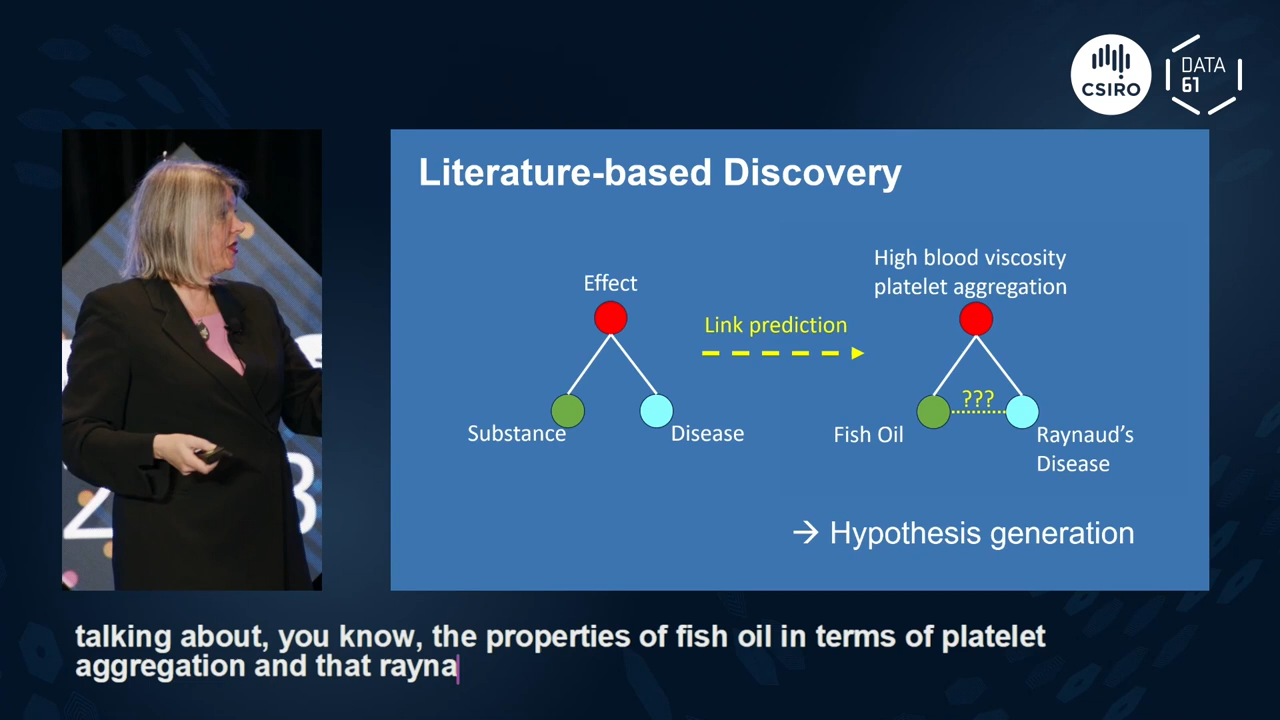 CSIRO
DATA
61
Literature-based Discovery
Effect
Substance
Disease
Link prediction
High blood viscosity
platelet aggregation
???
Fish Oil
Raynaud’s
Disease
→ Hypothesis generation
2
3
talking about, you know, the properties of fish oil in terms of platelet
aggregation and that rayna